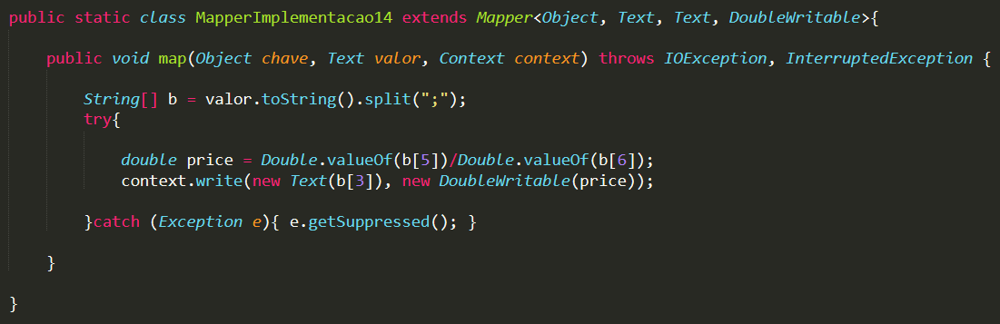 public static class MapperImplementacao14 extends Mapper<Object, Text, Text, DoubleWritable>{
public void map(Object chave, Text valor, Context context) throws IOException, InterruptedException {
String[] b = valor.toString().split(";");
try{
double price = Double.valueOf(b[5])/Double.valueOf(b[6]);
context.write(new Text(b[3]), new DoubleWritable(price));
}catch (Exception e){ e.getSuppressed(); }
}
}